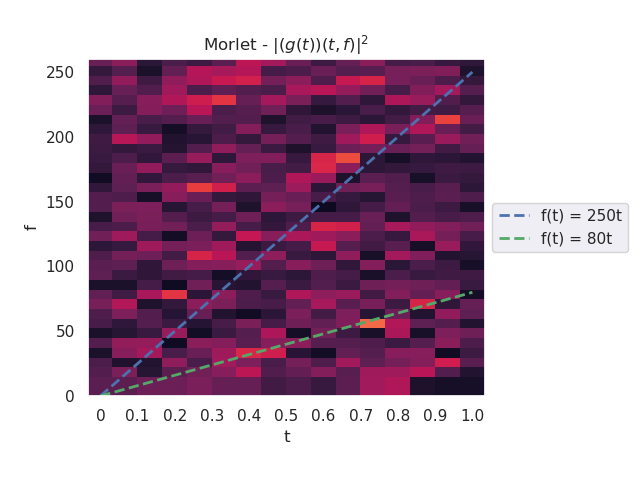 Morlet - |(g(t))(t, f)|²
250
200
150
100
50
0
f
0 0.1 0.2 0.3 0.4 0.5 0.6 0.7 0.8 0.9 1.0
t
f(t) = 250t
f(t) = 80t